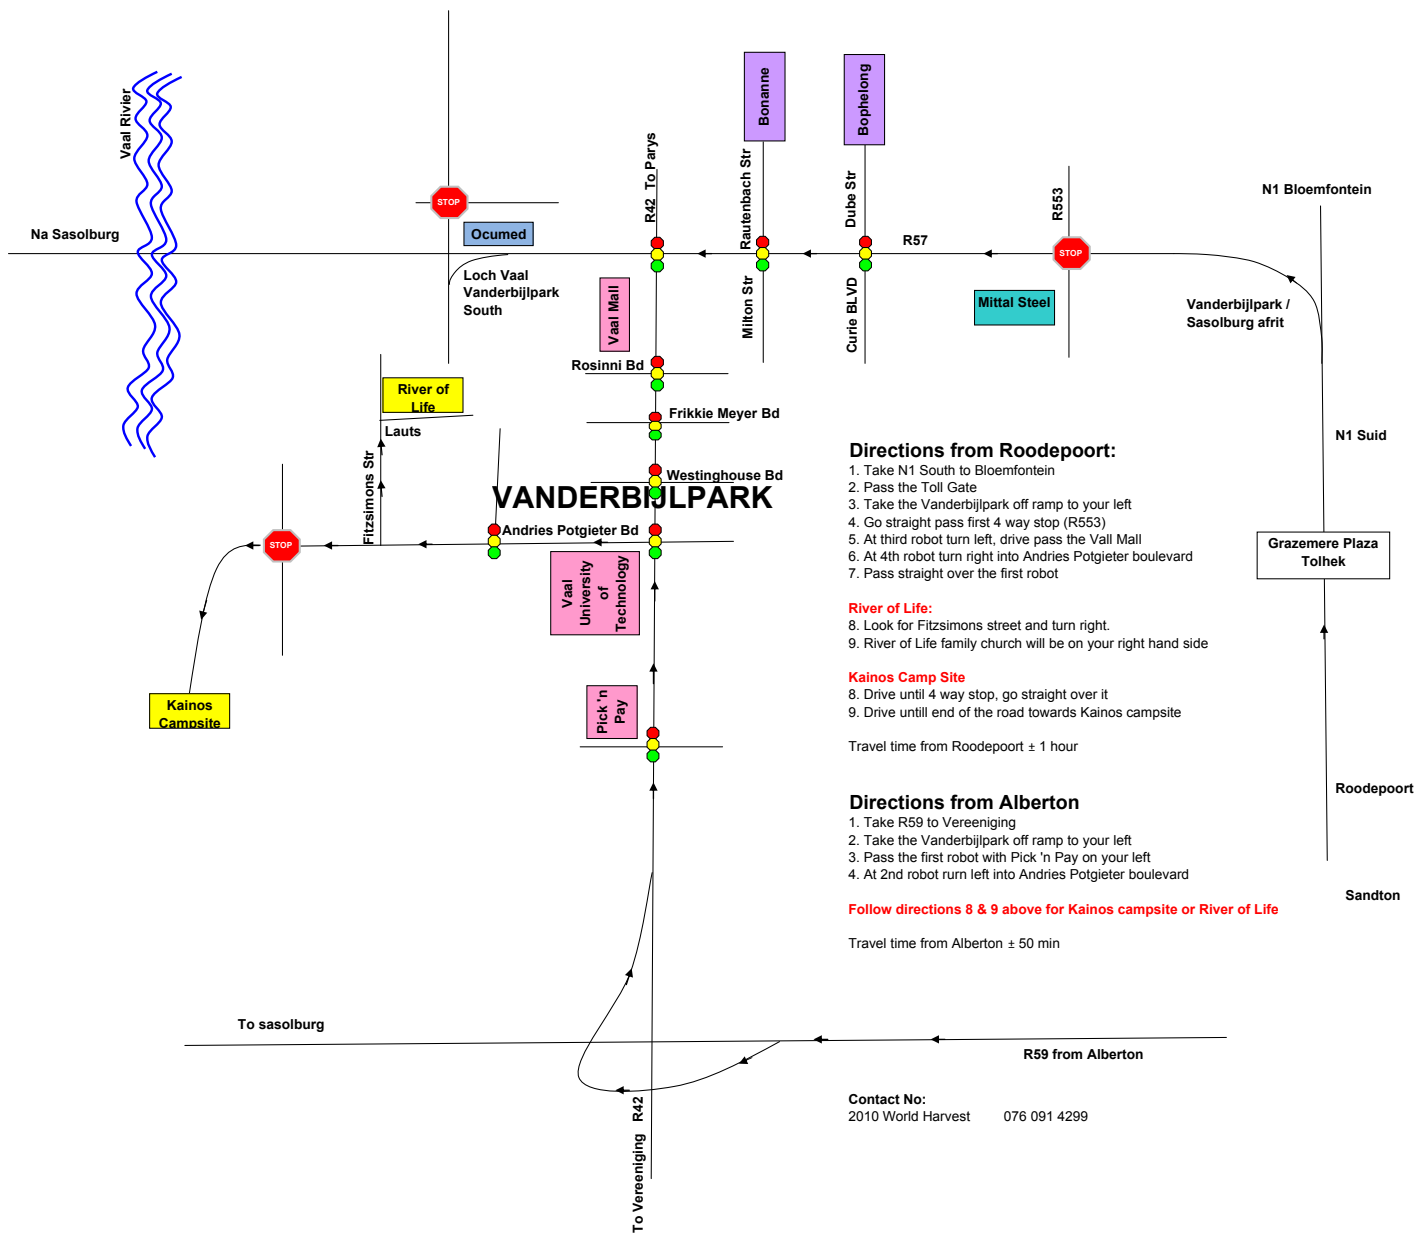 Vaal Rivier
Na Sasolburg
STOP
Ocumed
Loch Vaal
Vanderbijlpark
South
R42 To Parys
Vaal Mall
Bonanne
Rautenbach Str
Milton Str
Bophelong
Dube Str
Curie BLVD
R57
R553
STOP
Mittal Steel
N1 Bloemfontein
Vanderbijlpark /
Sasolburg afrit
N1 Suid
Grazemere Plaza
Tolhek
Roodepoort
Sandton
Rosinni Bd
Frikkie Meyer Bd
Westinghouse Bd
VANDERBIJLPARK
Andries Potgieter Bd
River of
Life
Lauts
Fitzsimons Str
STOP
Kainos
Campsite
Vaal
University
of
Technology
Pick 'n
Pay
Directions from Roodepoort:
1. Take N1 South to Bloemfontein
2. Pass the Toll Gate
3. Take the Vanderbijlpark off ramp to your left
4. Go straight pass first 4 way stop (R553)
5. At third robot turn left, drive pass the Vall Mall
6. At 4th robot turn right into Andries Potgieter boulevard
7. Pass straight over the first robot
River of Life:
8. Look for Fitzsimons street and turn right.
9. River of Life family church will be on your right hand side
Kainos Camp Site
8. Drive until 4 way stop, go straight over it
9. Drive untill end of the road towards Kainos campsite
Travel time from Roodepoort ± 1 hour
Directions from Alberton
1. Take R59 to Vereeniging
2. Take the Vanderbijlpark off ramp to your left
3. Pass the first robot with Pick 'n Pay on your left
4. At 2nd robot rurn left into Andries Potgieter boulevard
Follow directions 8 & 9 above for Kainos campsite or River of Life
Travel time from Alberton ± 50 min
To sasolburg
R59 from Alberton
To Vereeniging R42
Contact No:
2010 World Harvest 076 091 4299